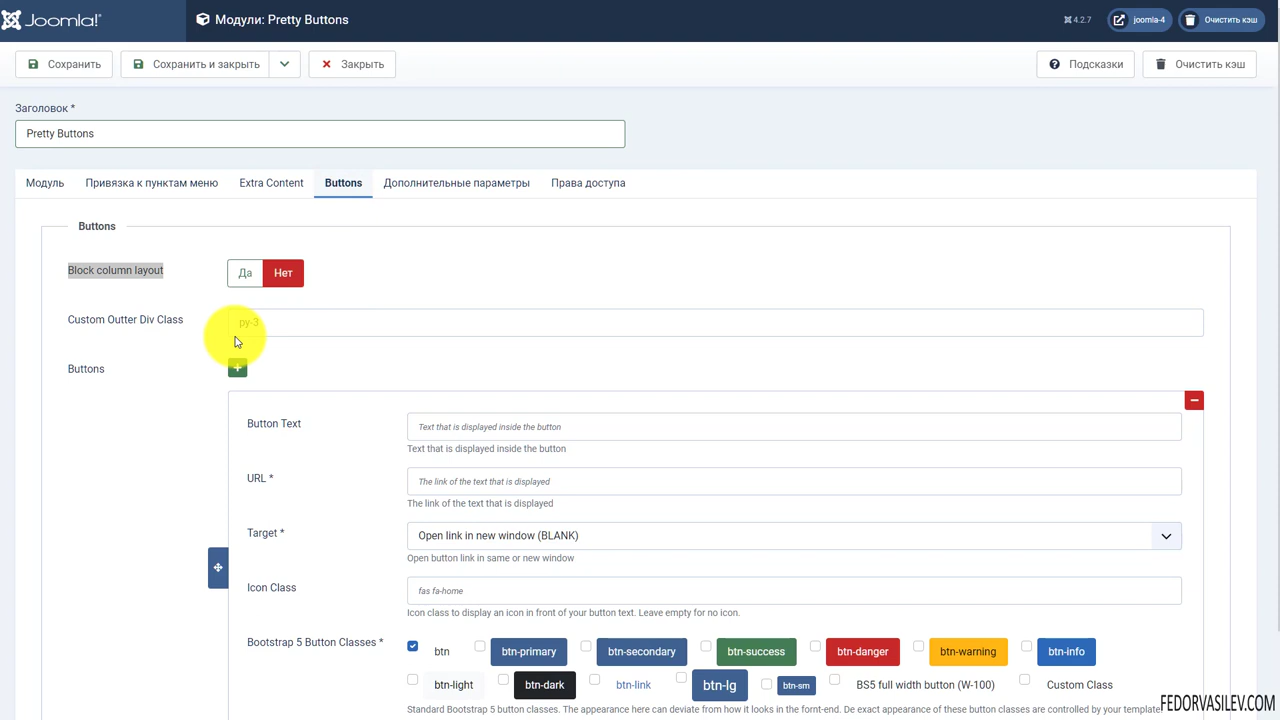 Joomla!® Модули: Pretty Buttons 4.2.7 joomla-4 Очистить кэш
Сохранить Сохранить и закрыть Закрыть Подсказки Очистить кэш
Заголовок *
Pretty Buttons
Модуль Привязка к пунктам меню Extra Content Buttons Дополнительные параметры Права доступа
Buttons
Block column layout Да Нет
Custom Outter Div Class py-3
Buttons
Button Text Text that is displayed inside the button
Text that is displayed inside the button
URL * The link of the text that is displayed
The link of the text that is displayed
Target * Open link in new window (BLANK)
Open button link in same or new window
Icon Class fas fa-home
Icon class to display an icon in front of your button text. Leave empty for no icon.
Bootstrap 5 Button Classes * btn btn-primary btn-secondary btn-success btn-danger btn-warning btn-info
btn-light btn-dark btn-link btn-lg btn-sm BS5 full width button (W-100) Custom Class
Standard Bootstrap 5 button classes. The appearance here can deviate from how it looks in the fornt-end. De exact appearance of these button classes are controlled by your template
FEDORVASILEV.COM